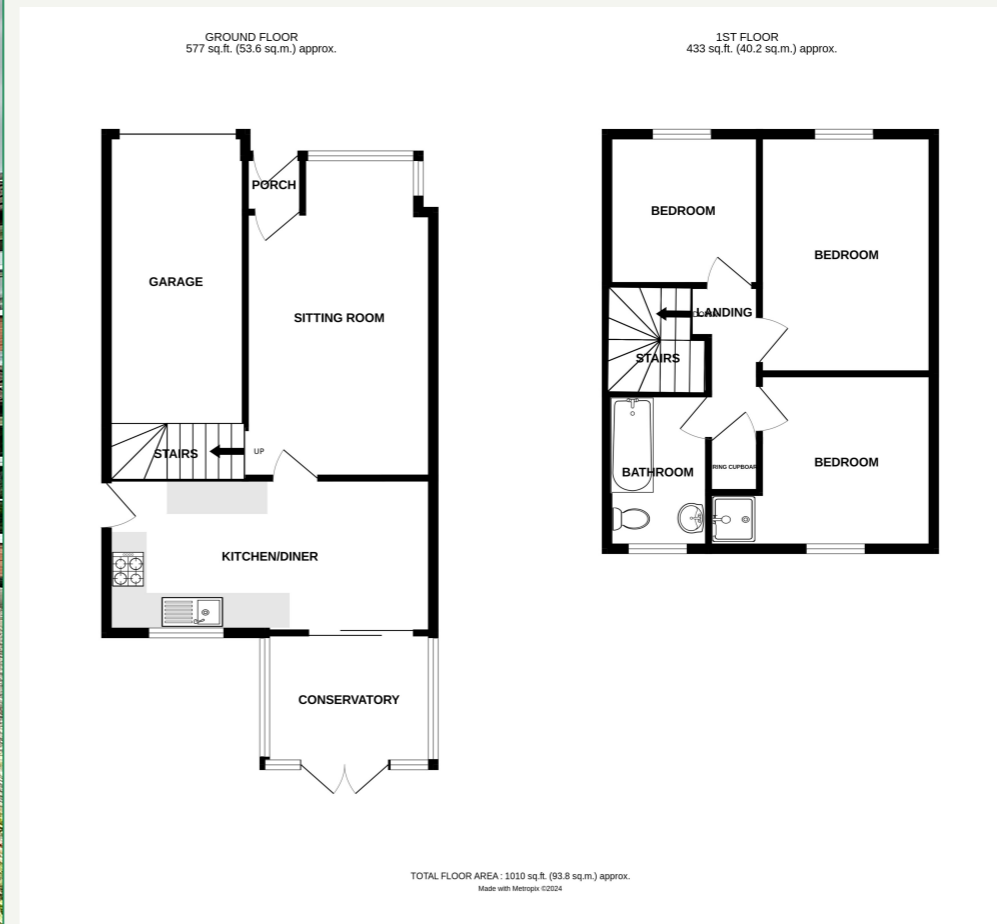 GROUND FLOOR
577 sq.ft. (53.6 sq.m.) approx.
1ST FLOOR
433 sq.ft. (40.2 sq.m.) approx.
PORCH
GARAGE
SITTING ROOM
STAIRS
UP
KITCHEN/DINER
CONSERVATORY
BEDROOM
BEDROOM
LANDING
STAIRS
BEDROOM
BATHROOM
RING CUPBOAR
TOTAL FLOOR AREA : 1010 sq.ft. (93.8 sq.m.) approx.
Made with Metropix ©2024